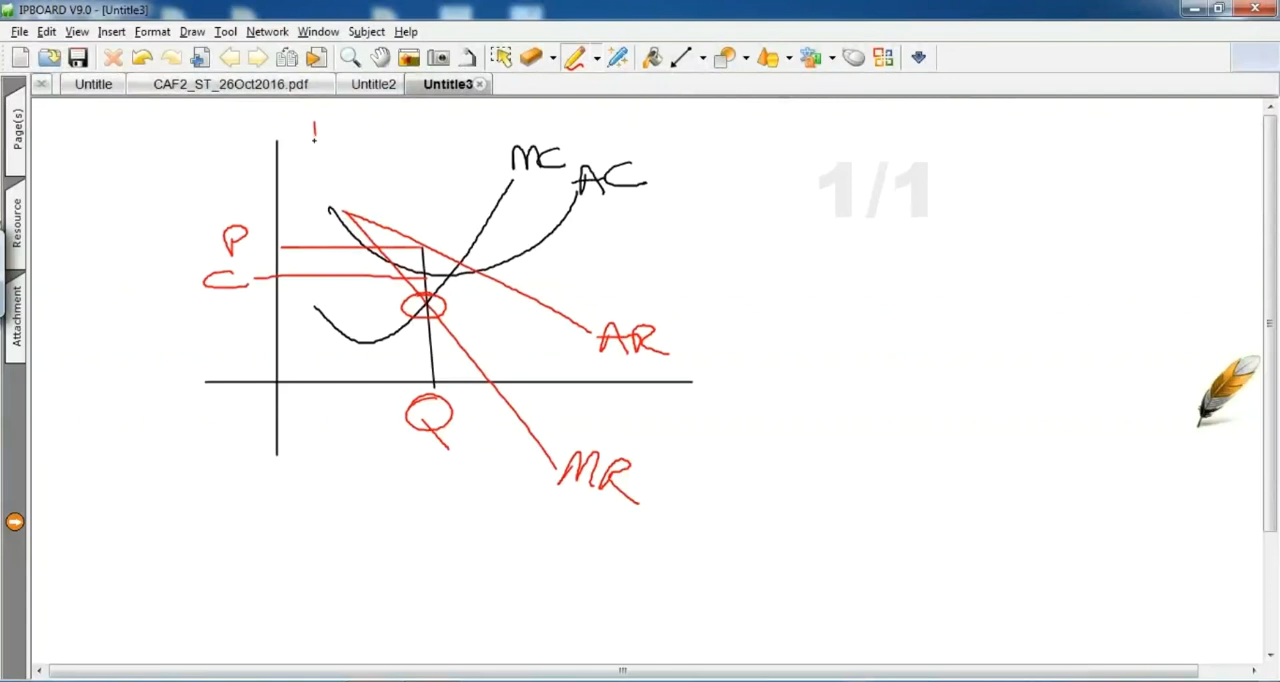 IPBOARD V9.0 - [Untitle3]
File Edit View Insert Format Draw Tool Network Window Subject Help
Untitle CAF2_ST_26Oct2016.pdf Untitle2 Untitle3
Page(s)
Resource
Attachment
1/1
MC
AC
P
C
AR
Q
MR